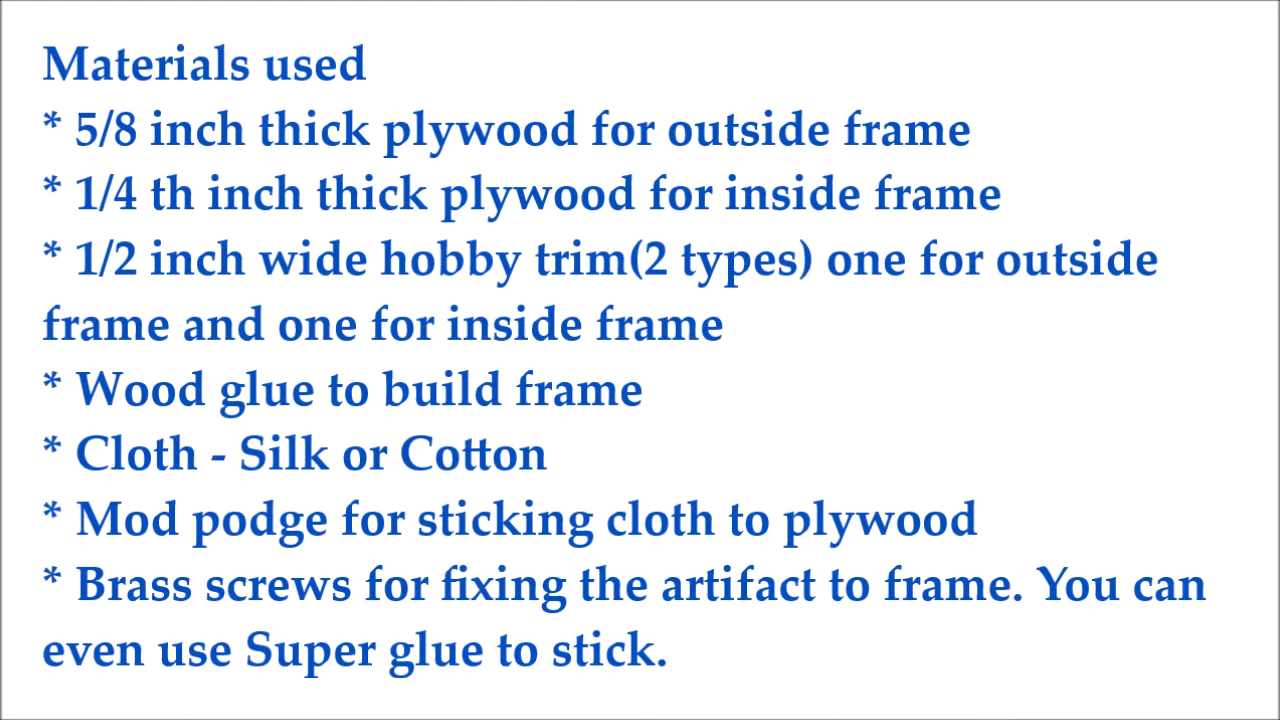 Materials used
* 5/8 inch thick plywood for outside frame
* 1/4 th inch thick plywood for inside frame
* 1/2 inch wide hobby trim(2 types) one for outside
frame and one for inside frame
* Wood glue to build frame
* Cloth - Silk or Cotton
* Mod podge for sticking cloth to plywood
* Brass screws for fixing the artifact to frame. You can
even use Super glue to stick.